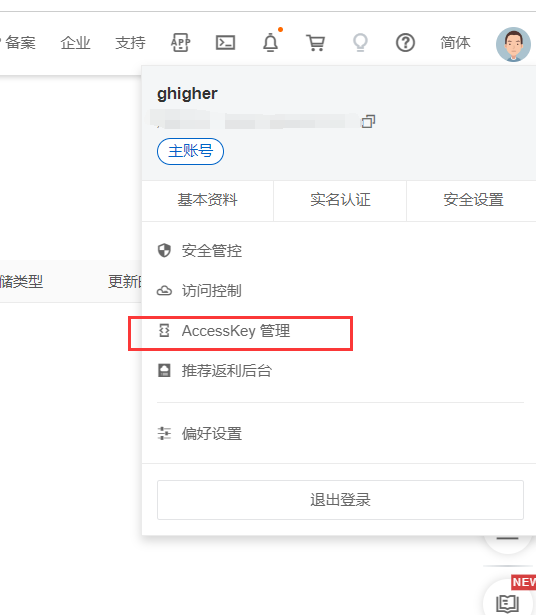 备案 企业 支持 APP 简体
ghigher
主账号
基本资料 实名认证 安全设置
安全管控
储类型 更新
访问控制
AccessKey 管理
推荐返利后台
偏好设置
退出登录
NEW